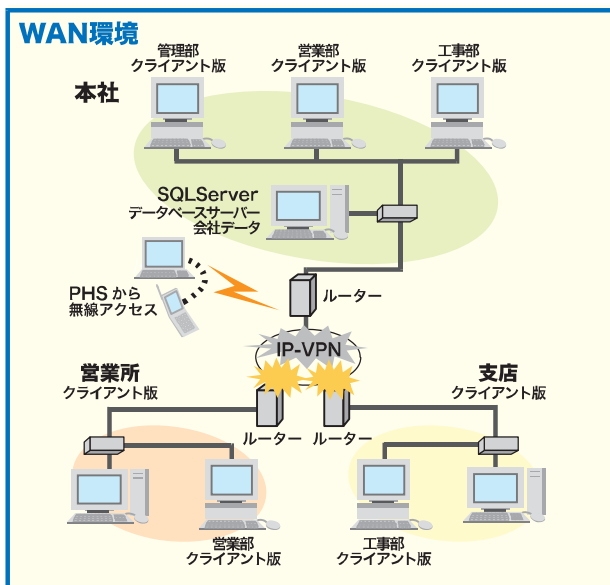 WAN環境
管理部
クライアント版
営業部
クライアント版
工事部
クライアント版
本社
SQLServer
データベースサーバー
会社データ
PHSから
無線アクセス
ルーター
IP-VPN
営業所
クライアント版
支店
クライアント版
ルーター
ルーター
営業部
クライアント版
工事部
クライアント版